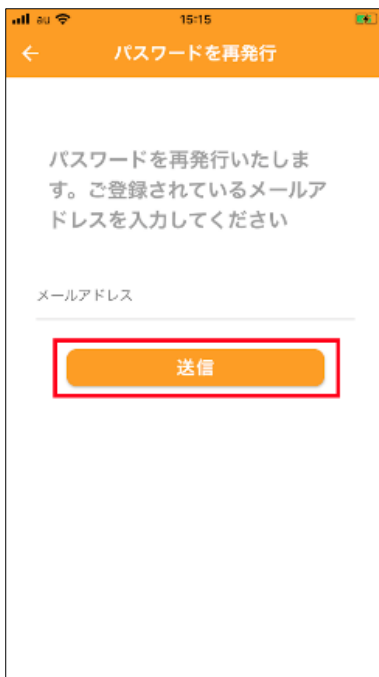 au 15:15
パスワードを再発行
パスワードを再発行いたしま
す。ご登録されているメールア
ドレスを入力してください
メールアドレス
送信